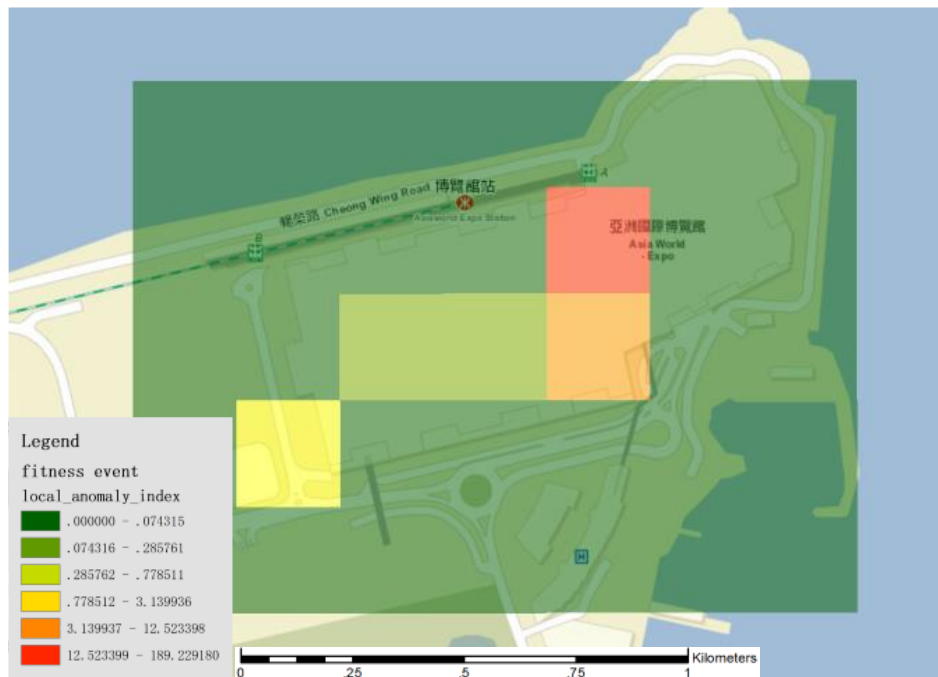 A
博覽館站
暢榮路 Cheong Wing Road
Asiaworld Expo Station
B
亞洲國際博覽館
Asia World
- Expo
H
Legend
fitness event
local_anomaly_index
.000000 - .074315
.074316 - .285761
.285762 - .778511
.778512 - 3.139936
3.139937 - 12.523398
12.523399 - 189.229180
Kilometers
0 .25 .5 .75 1